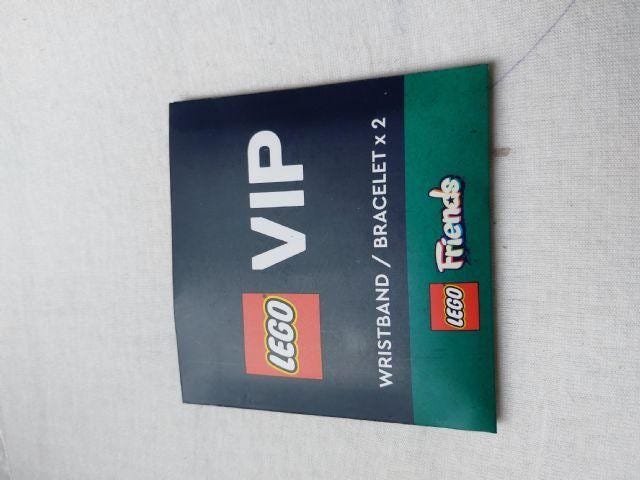 LEGO VIP
WRISTBAND / BRACELET x 2
LEGO Friends